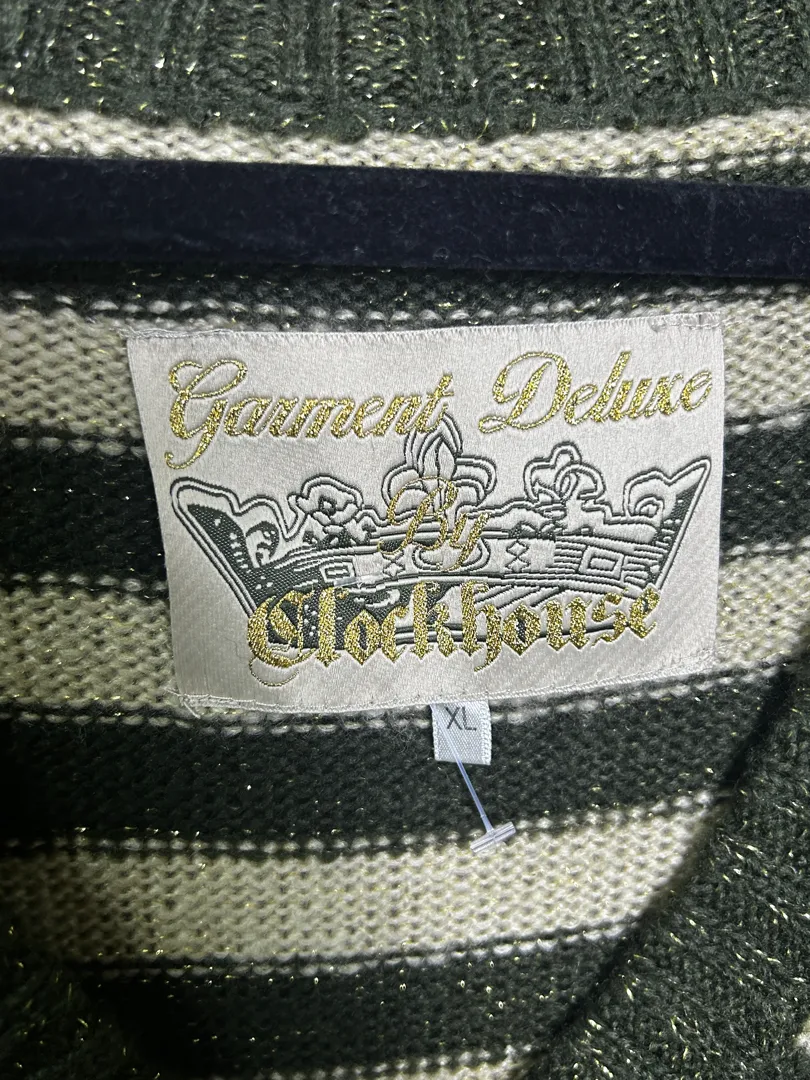 Garment Deluxe
By
Clockhouse
XL